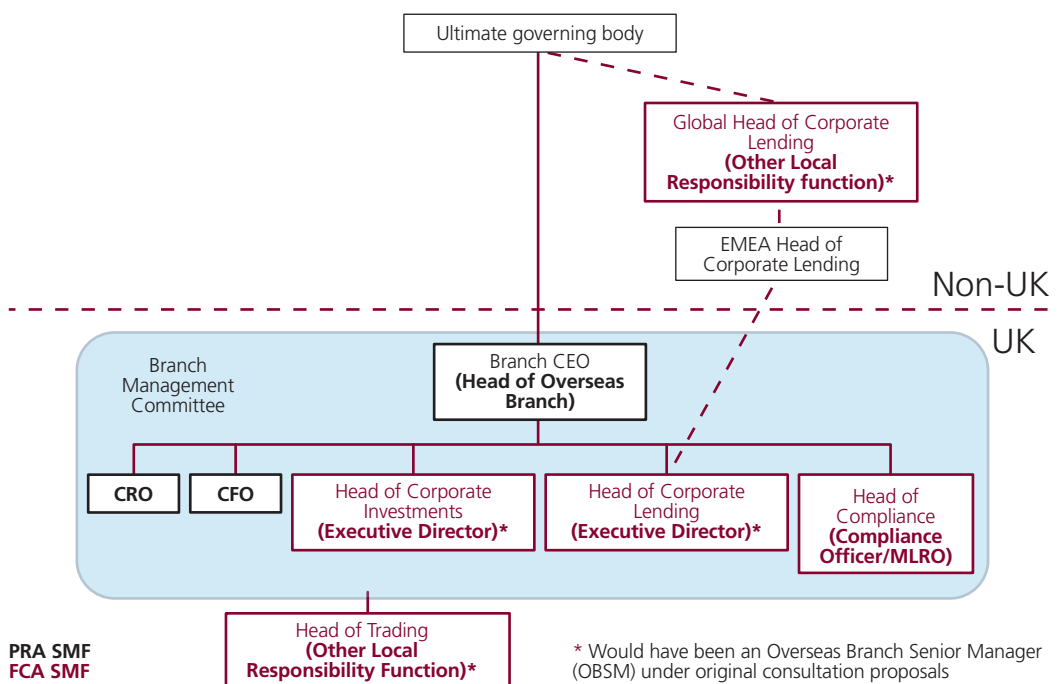 Ultimate governing body
Global Head of Corporate
Lending
(Other Local
Responsibility function)*
EMEA Head of
Corporate Lending
Non-UK
UK
Branch
Management
Committee
Branch CEO
(Head of Overseas
Branch)
CRO
CFO
Head of Corporate
Investments
(Executive Director)*
Head of Corporate
Lending
(Executive Director)*
Head of
Compliance
(Compliance
Officer/MLRO)
Head of Trading
(Other Local
Responsibility Function)*
PRA SMF
FCA SMF
* Would have been an Overseas Branch Senior Manager
(OBSM) under original consultation proposals